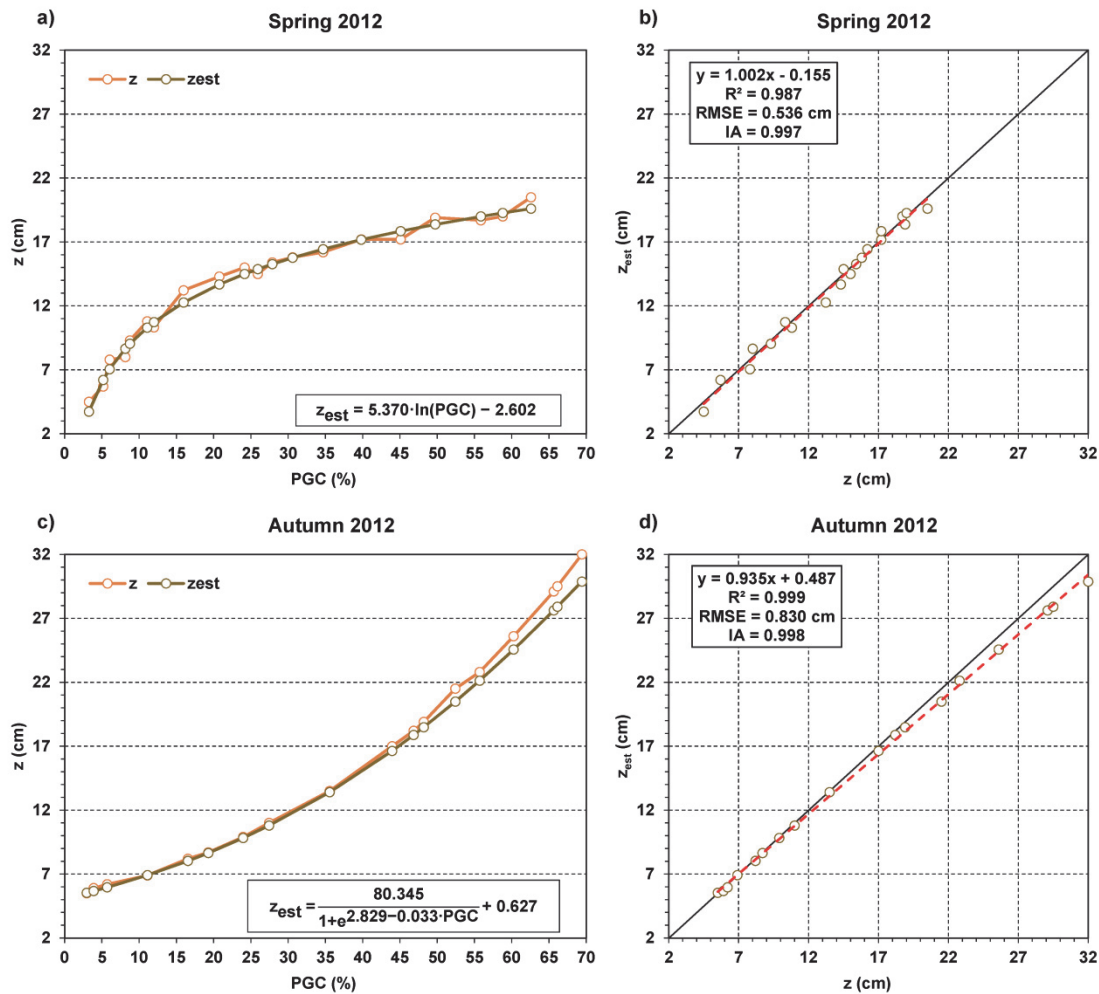 a)
Spring 2012
32
27
22
17
12
7
2
z (cm)
z
zest
z_est = 5.370·ln(PGC) − 2.602
0 5 10 15 20 25 30 35 40 45 50 55 60 65 70
PGC (%)
b)
Spring 2012
32
27
22
17
12
7
2
z_est (cm)
y = 1.002x - 0.155
R² = 0.987
RMSE = 0.536 cm
IA = 0.997
2 7 12 17 22 27 32
z (cm)
c)
Autumn 2012
32
27
22
17
12
7
2
z (cm)
z
zest
80.345
z_est = + 0.627
1+e^2.829−0.033·PGC
0 5 10 15 20 25 30 35 40 45 50 55 60 65 70
PGC (%)
d)
Autumn 2012
32
27
22
17
12
7
2
z_est (cm)
y = 0.935x + 0.487
R² = 0.999
RMSE = 0.830 cm
IA = 0.998
2 7 12 17 22 27 32
z (cm)